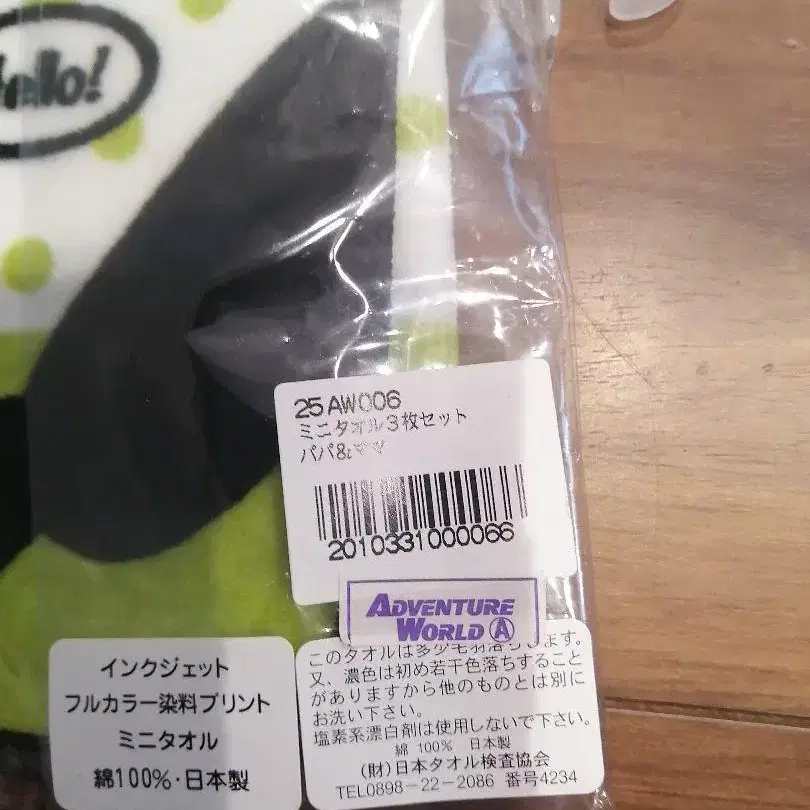 ello!
25AW006
ミニタオル3枚セット
パパ&ママ
2010331000066
ADVENTURE
WORLD A
インクジェット
フルカラー染料プリント
ミニタオル
綿100%・日本製
このタオルは多少毛羽落ちします。
又、濃色は初め若干色落ちすること
がありますから他のものとは別に
お洗い下さい。
塩素系漂白剤は使用しないで下さい。
綿 100% 日本製
(財)日本タオル検査協会
TEL0898-22-2086 番号4234